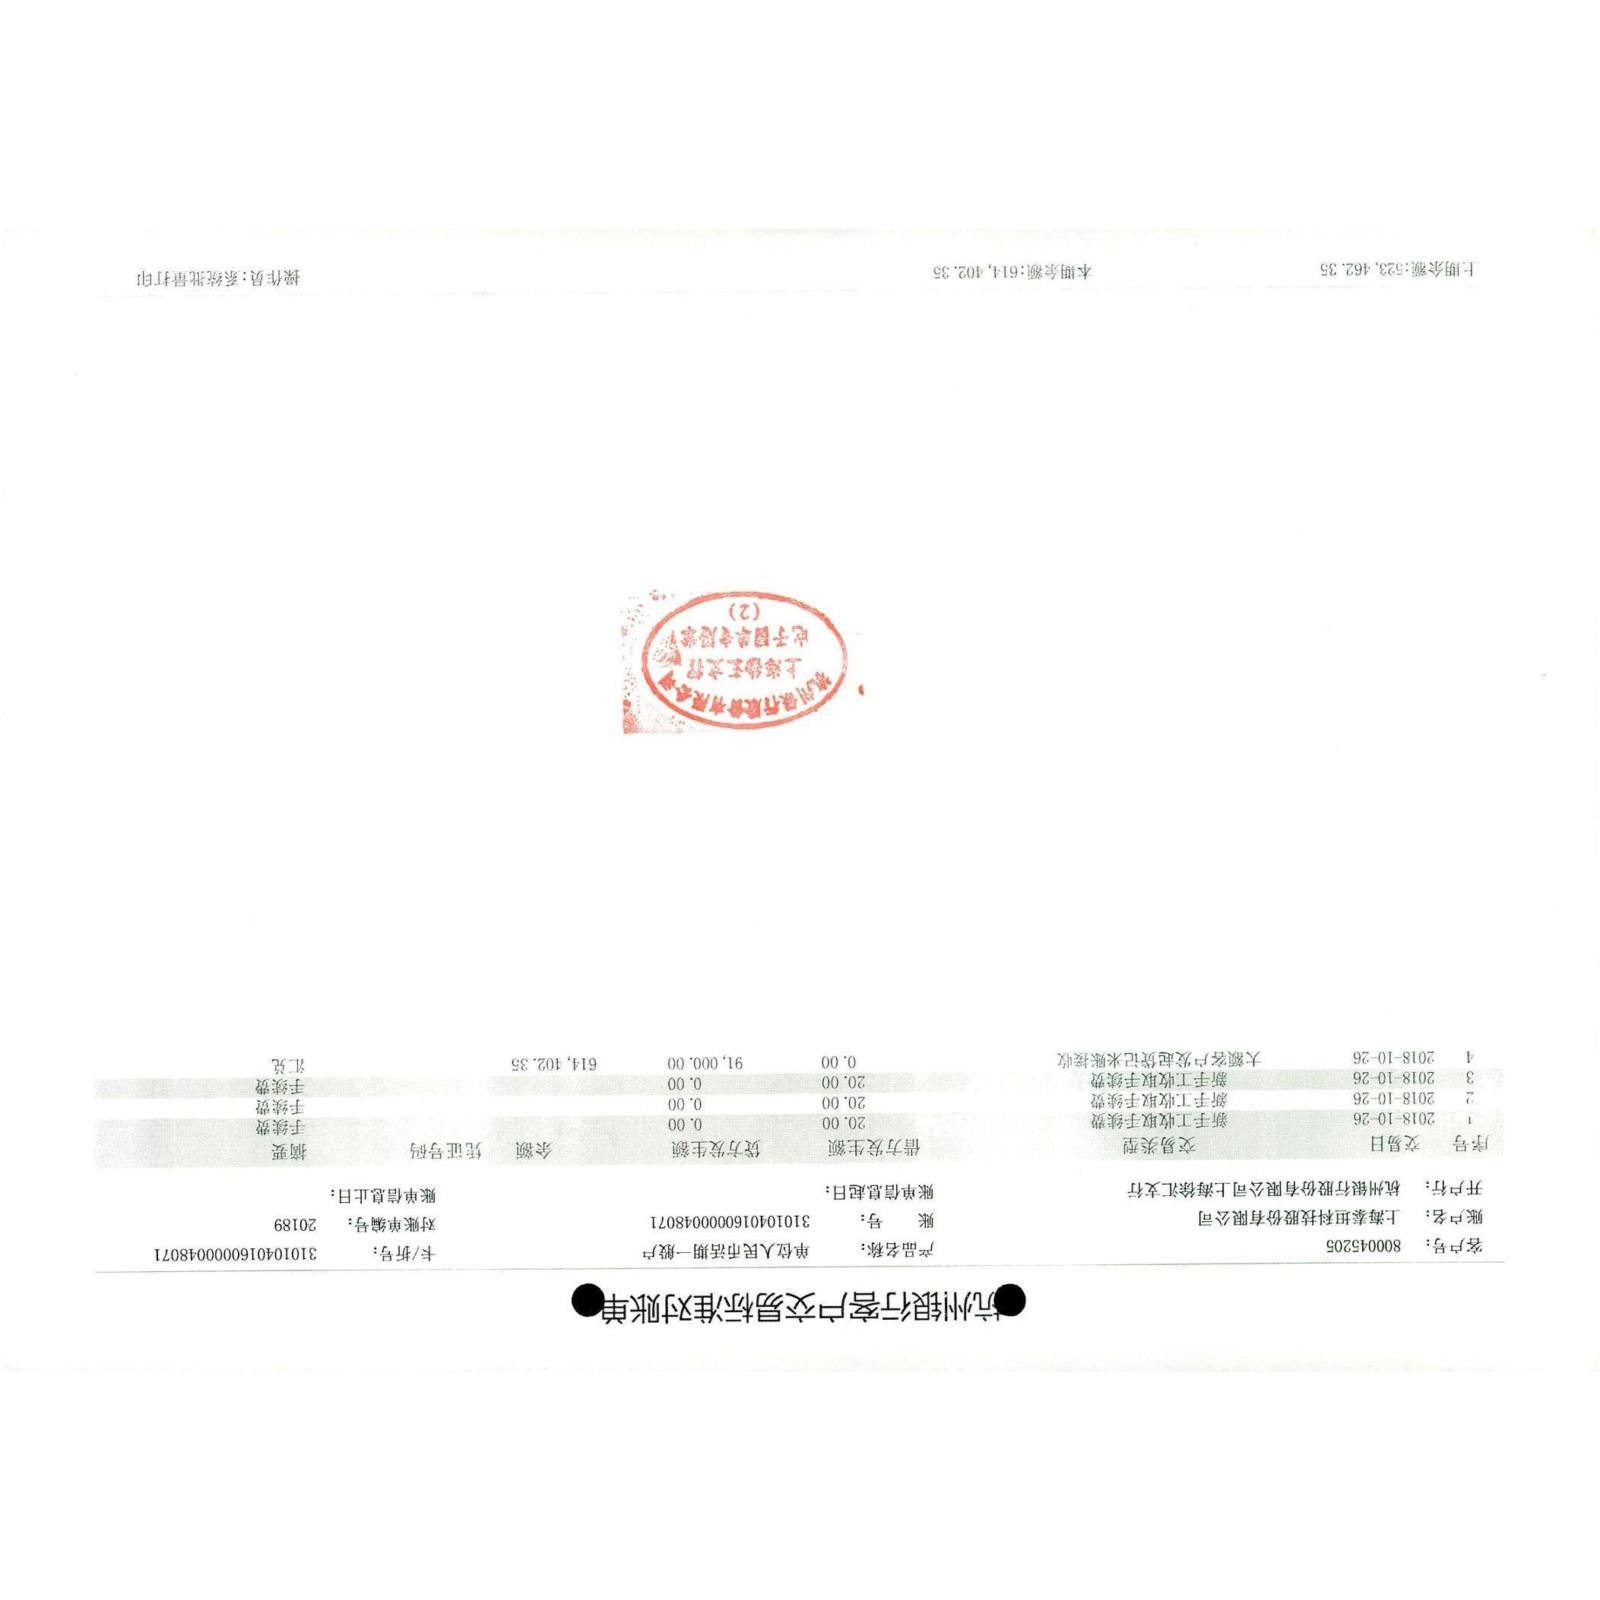 杭州银行客户交易标准对账单
客户号: 800045205 产品名称: 单位人民币活期一般户 卡/折号: 3101040160000048071
账户名: 上海泰坦科技股份有限公司 账 号: 3101040160000048071 对账单编号: 20189
开户行: 杭州银行股份有限公司上海徐汇支行 账单信息起日: 账单信息止日:
序号 交易日 交易类型 借方发生额 贷方发生额 余额 凭证号码 摘要
1 2018-10-26 新手工收取手续费 20.00 0.00 手续费
2 2018-10-26 新手工收取手续费 20.00 0.00 手续费
3 2018-10-26 新手工收取手续费 20.00 0.00 手续费
4 2018-10-26 大额客户发起贷记来账接收 0.00 91,000.00 614,402.35 汇兑
杭州银行股份有限公司
上海徐汇支行
电子回单专用章
(2)
上期余额:523,462.35 本期余额:614,402.35 操作员:系统批量打印